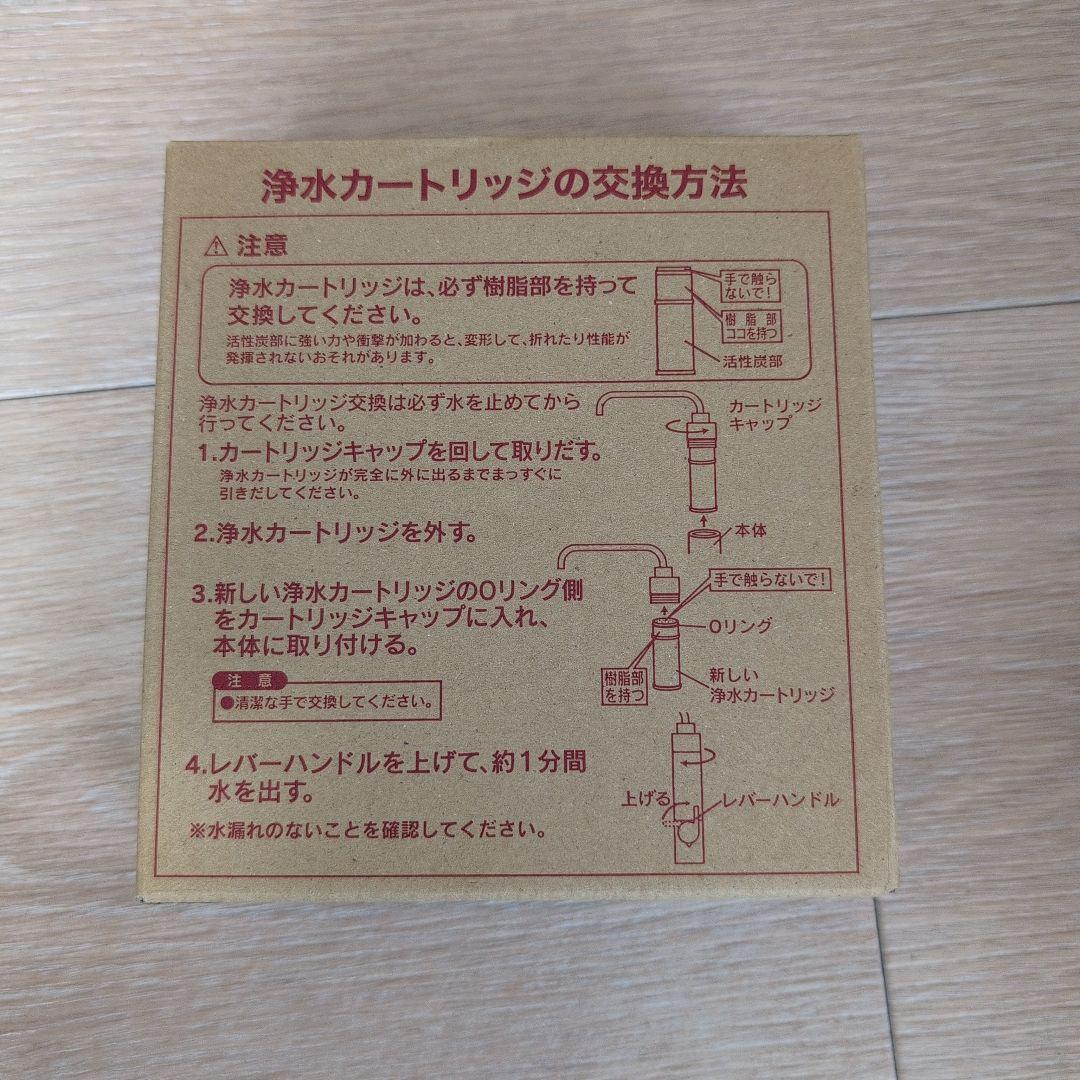 浄水カートリッジの交換方法
⚠ 注意
浄水カートリッジは、必ず樹脂部を持って
交換してください。
活性炭部に強い力や衝撃が加わると、変形して、折れたり性能が
発揮されないおそれがあります。
手で触ら
ないで!
樹脂部
ココを持つ
活性炭部
浄水カートリッジ交換は必ず水を止めてから
行ってください。
1.カートリッジキャップを回して取りだす。
浄水カートリッジが完全に外に出るまでまっすぐに
引きだしてください。
カートリッジ
キャップ
本体
2.浄水カートリッジを外す。
3.新しい浄水カートリッジのOリング側
をカートリッジキャップに入れ、
本体に取り付ける。
注意
●清潔な手で交換してください。
手で触らないで!
Oリング
樹脂部
を持つ
新しい
浄水カートリッジ
4.レバーハンドルを上げて、約1分間
水を出す。
※水漏れのないことを確認してください。
上げる
レバーハンドル